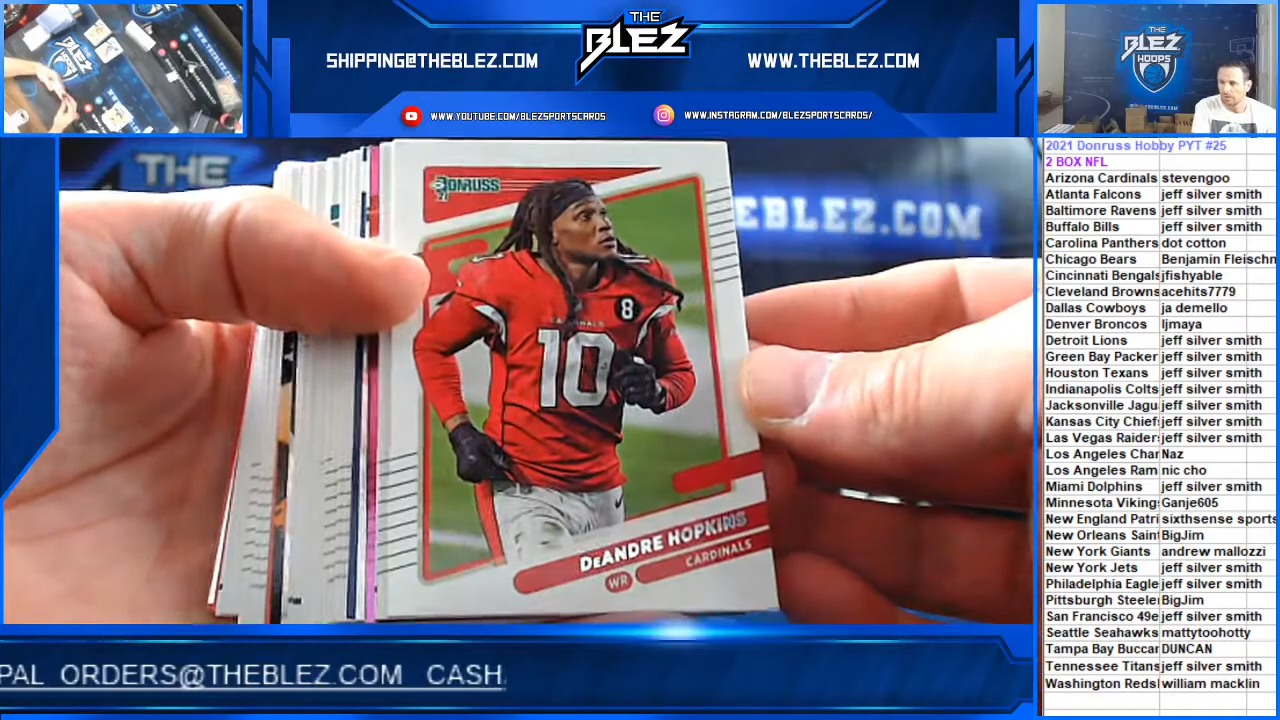 THE
BLEZ
SHIPPING@THEBLEZ.COM
WWW.THEBLEZ.COM
WWW.YOUTUBE.COM/BLEZSPORTSCARDS
WWW.INSTAGRAM.COM/BLEZSPORTSCARDS/
THE
BLEZ
HOOPS
THE
EBLEZ.COM
DONRUSS
CARDINALS
8
10
DeANDRE HOPKINS
WR CARDINALS
PAL ORDERS@THEBLEZ.COM CASH
2021 Donruss Hobby PYT #25
2 BOX NFL
Arizona Cardinals stevengoo
Atlanta Falcons jeff silver smith
Baltimore Ravens jeff silver smith
Buffalo Bills jeff silver smith
Carolina Panthers dot cotton
Chicago Bears Benjamin Fleischn
Cincinnati Bengals jfishyable
Cleveland Browns acehits7779
Dallas Cowboys ja demello
Denver Broncos ljmaya
Detroit Lions jeff silver smith
Green Bay Packer jeff silver smith
Houston Texans jeff silver smith
Indianapolis Colts jeff silver smith
Jacksonville Jagu jeff silver smith
Kansas City Chief jeff silver smith
Las Vegas Raider jeff silver smith
Los Angeles Char Naz
Los Angeles Ram nic cho
Miami Dolphins jeff silver smith
Minnesota Viking Ganje605
New England Patri sixthsense sports
New Orleans Saint BigJim
New York Giants andrew mallozzi
New York Jets jeff silver smith
Philadelphia Eagle jeff silver smith
Pittsburgh Steeler BigJim
San Francisco 49e jeff silver smith
Seattle Seahawks mattytoohotty
Tampa Bay Buccar DUNCAN
Tennessee Titans jeff silver smith
Washington Reds william macklin